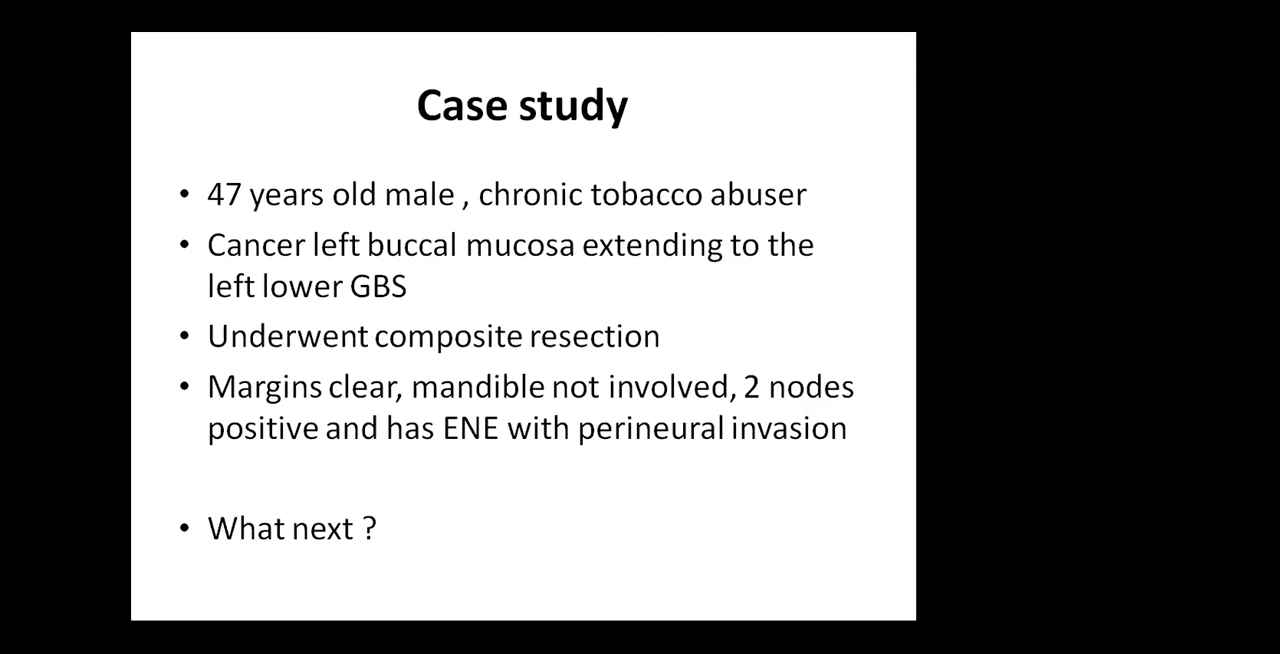 Case study
• 47 years old male , chronic tobacco abuser
• Cancer left buccal mucosa extending to the
left lower GBS
• Underwent composite resection
• Margins clear, mandible not involved, 2 nodes
positive and has ENE with perineural invasion
• What next ?